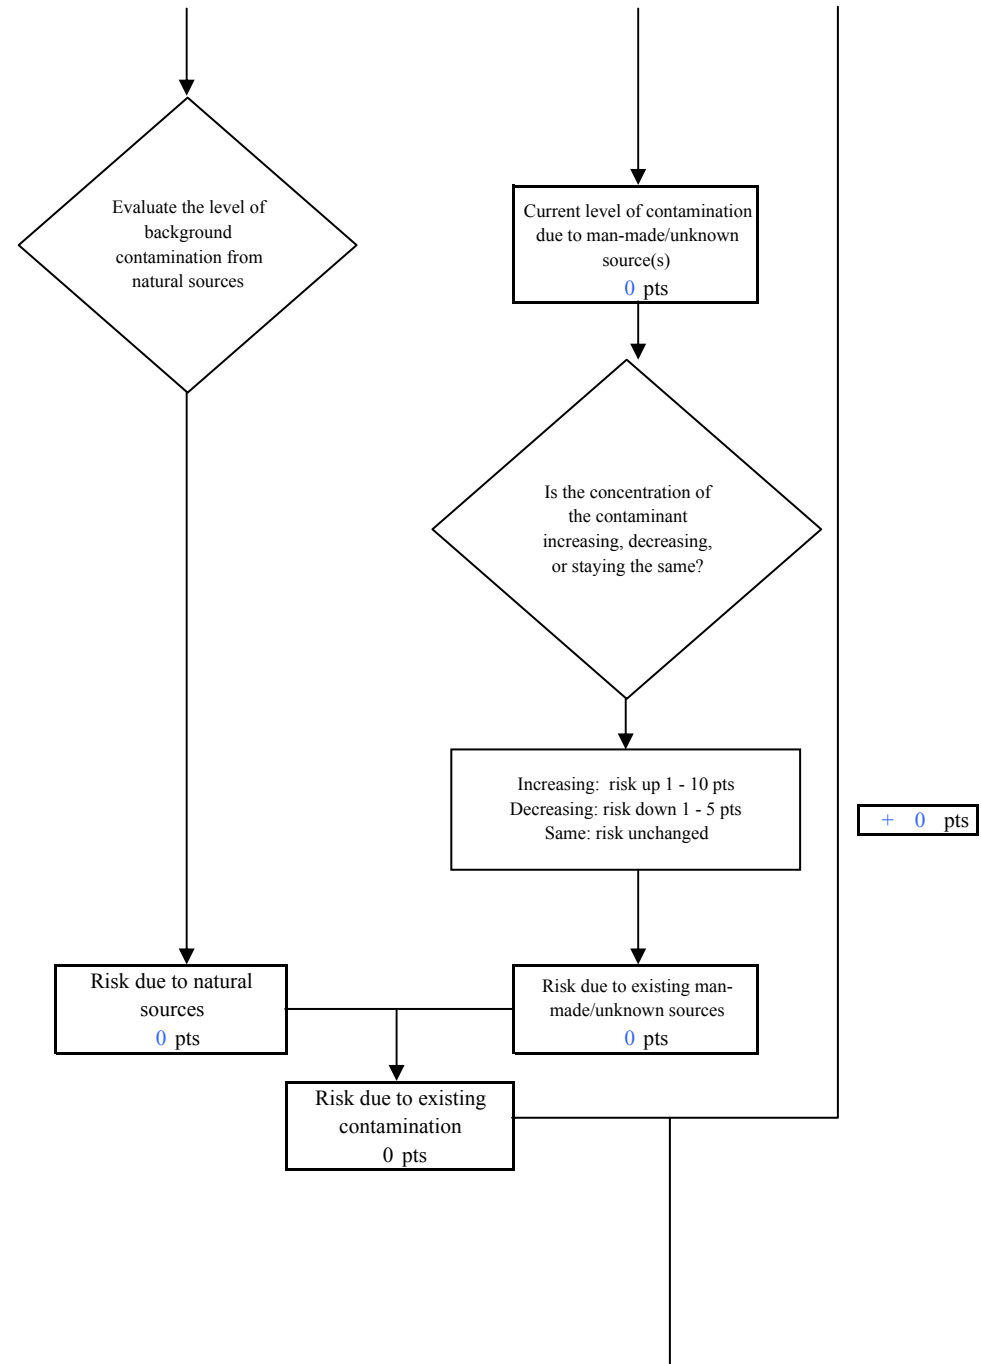 Evaluate the level of
background
contamination from
natural sources
Current level of contamination
due to man-made/unknown
source(s)
0 pts
Is the concentration of
the contaminant
increasing, decreasing,
or staying the same?
Increasing: risk up 1 - 10 pts
Decreasing: risk down 1 - 5 pts
Same: risk unchanged
+ 0 pts
Risk due to natural
sources
0 pts
Risk due to existing man-
made/unknown sources
0 pts
Risk due to existing
contamination
0 pts